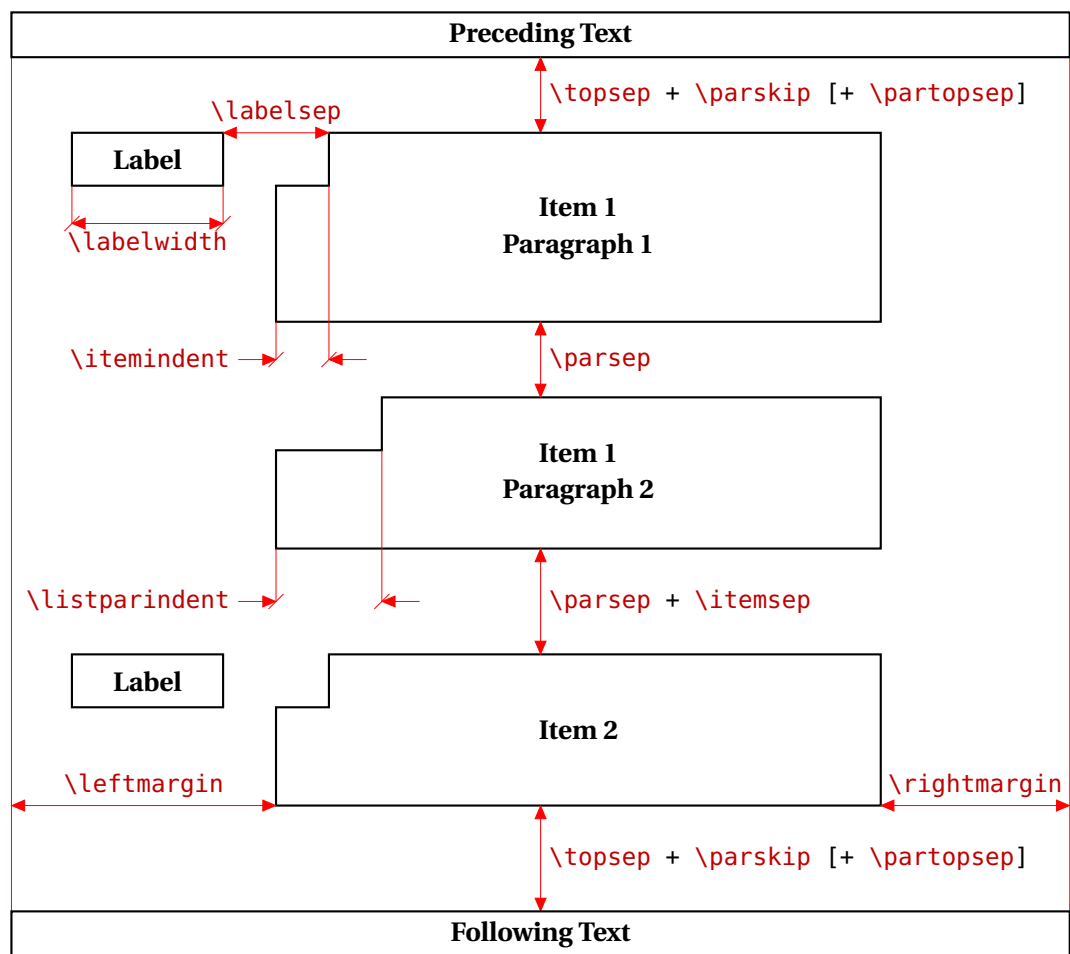 Preceding Text
\topsep + \parskip [+ \partopsep]
\labelsep
Label
Item 1
Paragraph 1
\labelwidth
\itemindent
\parsep
Item 1
Paragraph 2
\listparindent
\parsep + \itemsep
Label
Item 2
\leftmargin
\rightmargin
\topsep + \parskip [+ \partopsep]
Following Text